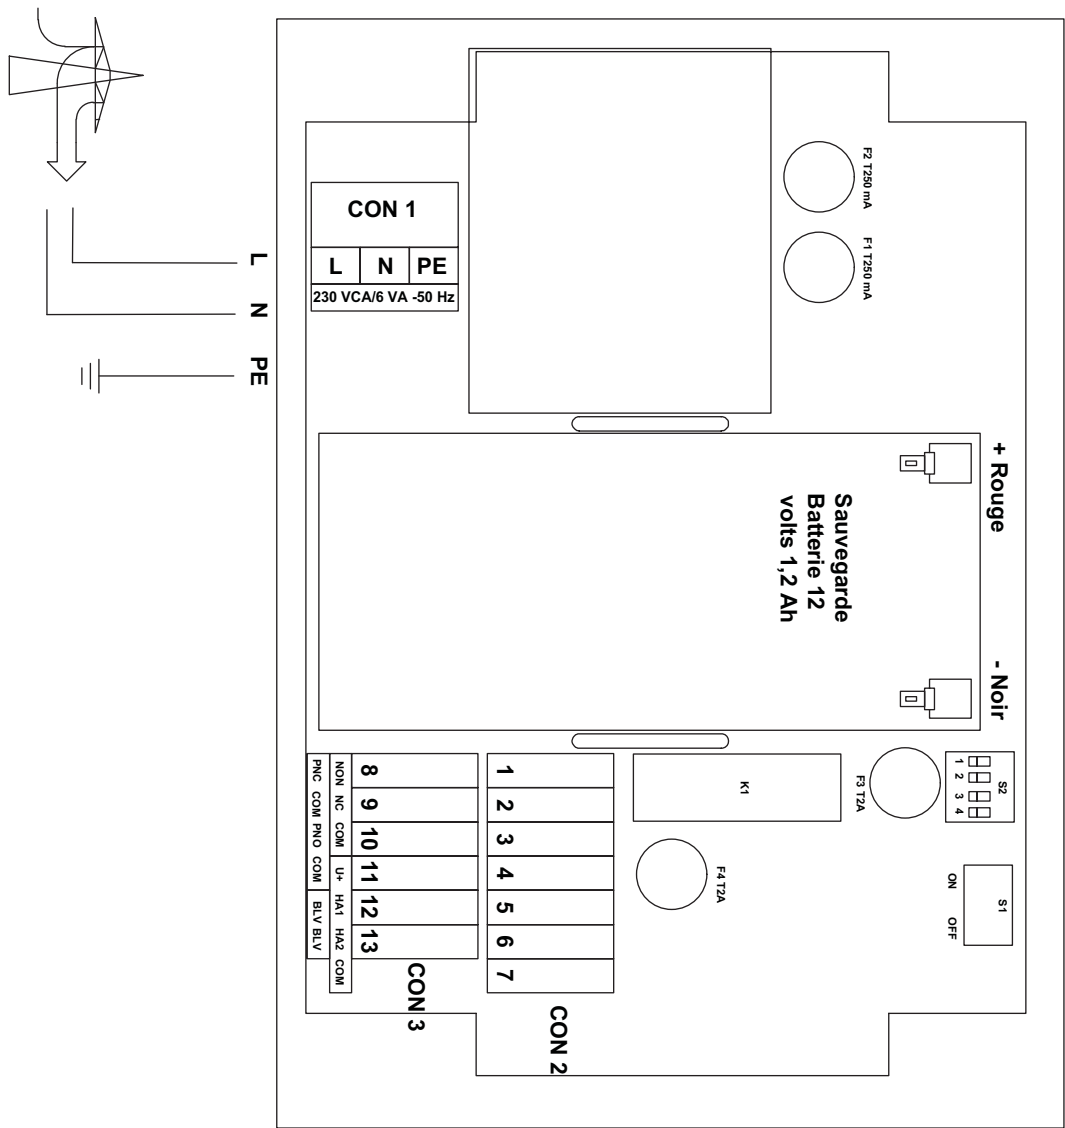 CON 1
L N PE
230 VCA/6 VA -50 Hz
F2 T250 mA
F1 T250 mA
L
N
PE
+ Rouge
Sauvegarde
Batterie 12
volts 1,2 Ah
- Noir
S2
1
2
3
4
F3 T2A
K1
F4 T2A
S1
ON OFF
1
2
3
4
5
6
7
CON 2
8
9
10
11
12
13
CON 3
NON NC COM U+ HA1 HA2 COM
PNC COM PNO COM BLV BLV